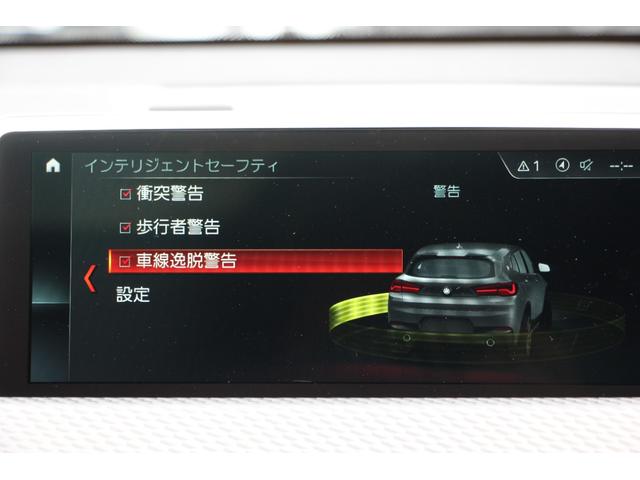 インテリジェントセーフティ
1
--:--
衝突警告
警告
歩行者警告
車線逸脱警告
設定